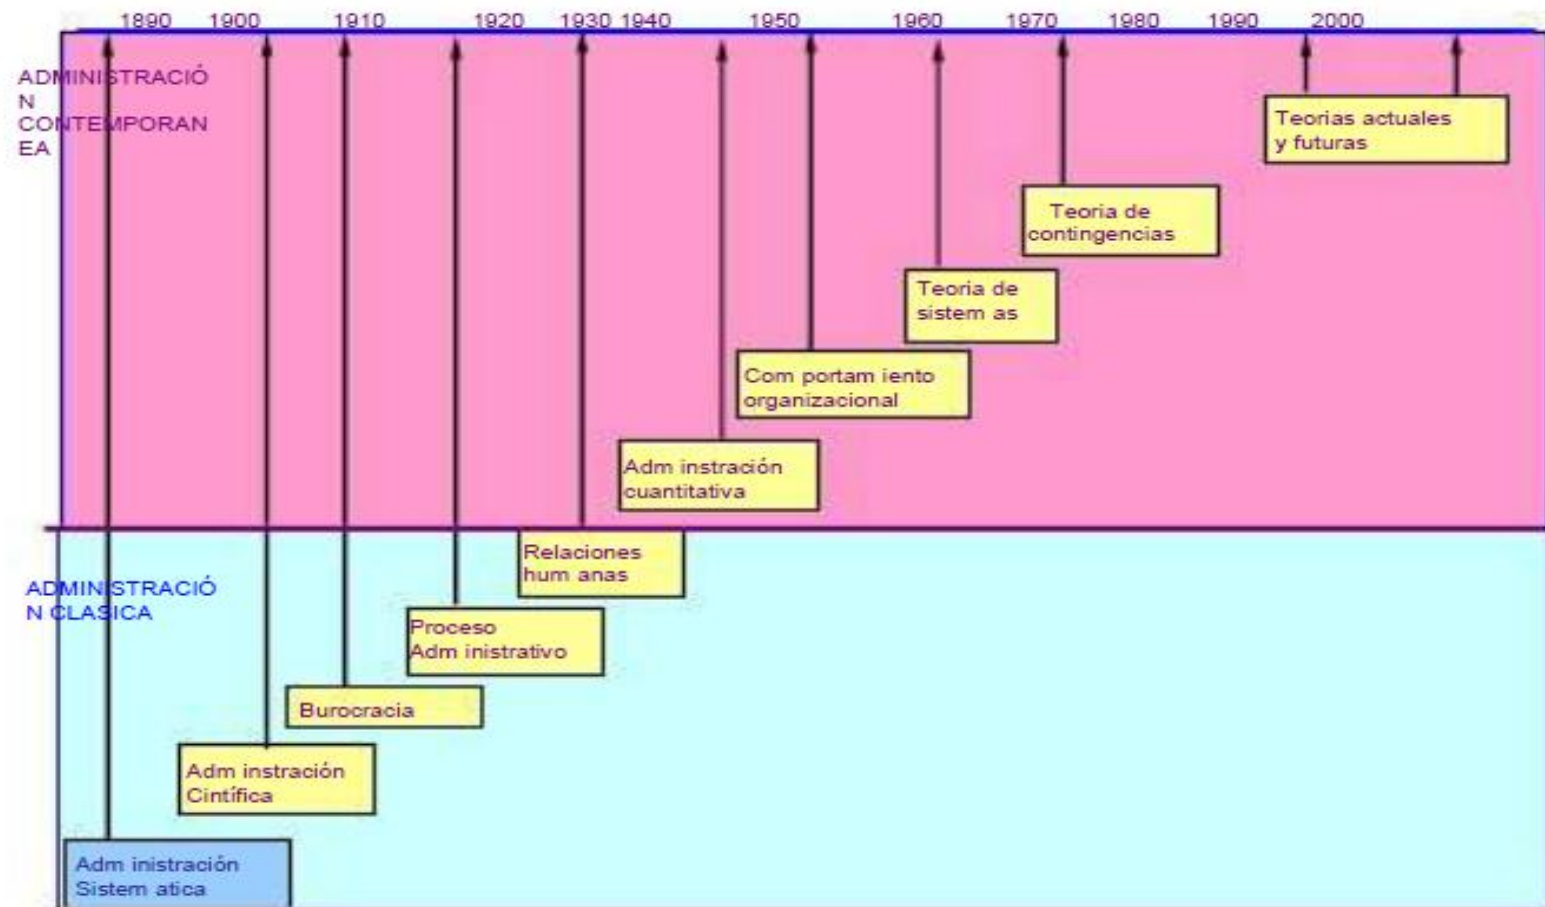 1890 1900 1910 1920 1930 1940 1950 1960 1970 1980 1990 2000
ADMINISTRACIÓ
N
CONTEMPORAN
EA
Teorias actuales
y futuras
Teoria de
contingencias
Teoria de
sistem as
Com portam iento
organizacional
Adm instración
cuantitativa
Relaciones
hum anas
ADMINISTRACIÓ
N CLASICA
Proceso
Adm inistrativo
Burocracia
Adm instración
Cintífica
Adm inistración
Sistem atica